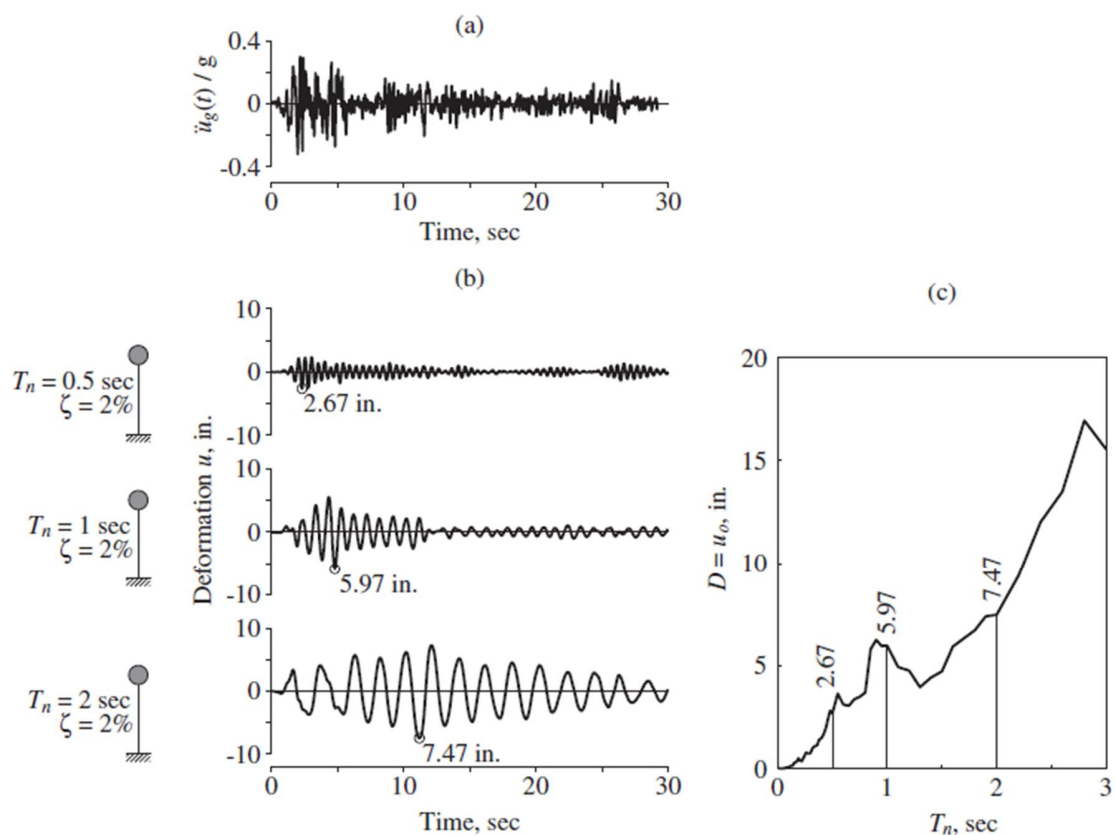 (a)
0.4
0
-0.4
üg(t) / g
0 10 20 30
Time, sec
(b)
Deformation u, in.
Tn = 0.5 sec
ζ = 2%
10
0
-10
2.67 in.
Tn = 1 sec
ζ = 2%
10
0
-10
5.97 in.
Tn = 2 sec
ζ = 2%
10
0
-10
7.47 in.
0 10 20 30
Time, sec
(c)
20
15
10
5
0
D = uo, in.
2.67
5.97
7.47
0 1 2 3
Tn, sec